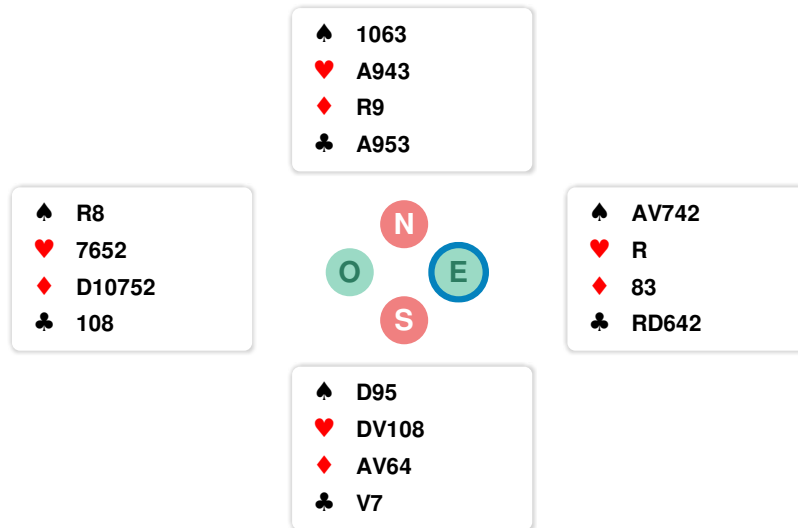 ♠ 1063
♥ A943
♦ R9
♣ A953
♠ R8
♥ 7652
♦ D10752
♣ 108
N
O E
S
♠ AV742
♥ R
♦ 83
♣ RD642
♠ D95
♥ DV108
♦ AV64
♣ V7